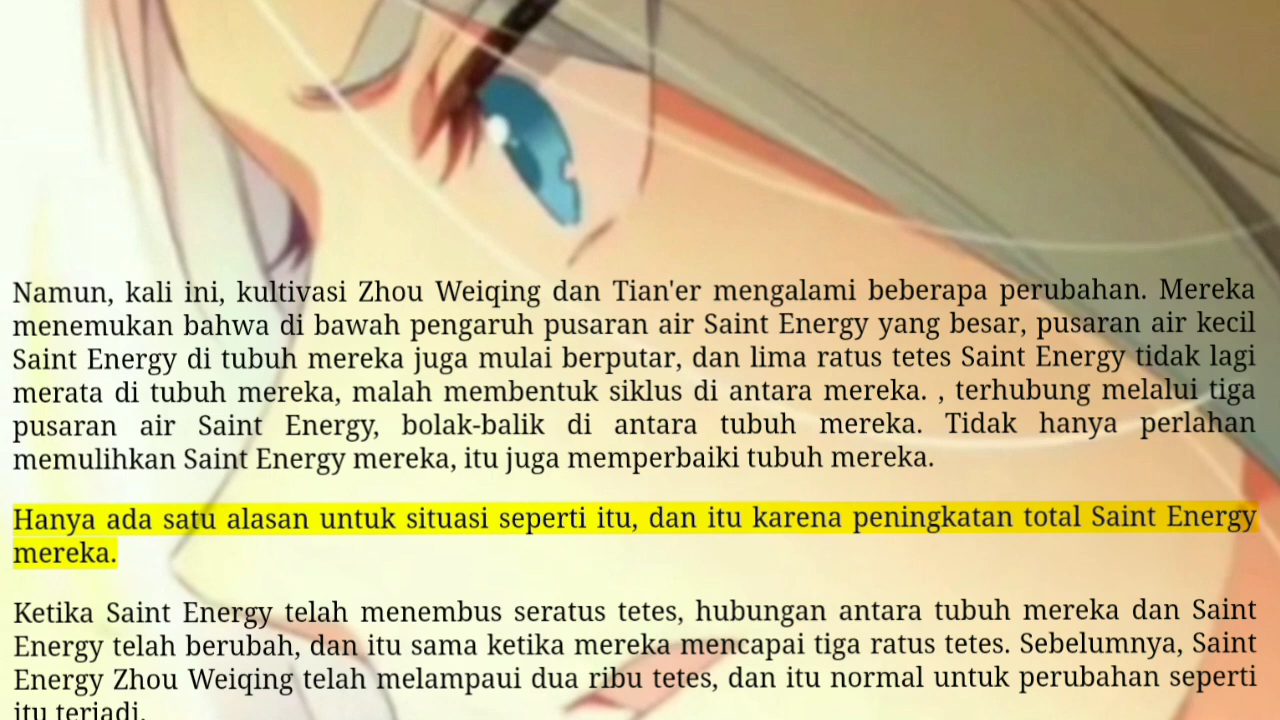 Namun, kali ini, kultivasi Zhou Weiqing dan Tian'er mengalami beberapa perubahan. Mereka
menemukan bahwa di bawah pengaruh pusaran air Saint Energy yang besar, pusaran air kecil
Saint Energy di tubuh mereka juga mulai berputar, dan lima ratus tetes Saint Energy tidak lagi
merata di tubuh mereka, malah membentuk siklus di antara mereka. , terhubung melalui tiga
pusaran air Saint Energy, bolak-balik di antara tubuh mereka. Tidak hanya perlahan
memulihkan Saint Energy mereka, itu juga memperbaiki tubuh mereka.
Hanya ada satu alasan untuk situasi seperti itu, dan itu karena peningkatan total Saint Energy
mereka.
Ketika Saint Energy telah menembus seratus tetes, hubungan antara tubuh mereka dan Saint
Energy telah berubah, dan itu sama ketika mereka mencapai tiga ratus tetes. Sebelumnya, Saint
Energy Zhou Weiqing telah melampaui dua ribu tetes, dan itu normal untuk perubahan seperti
itu terjadi.